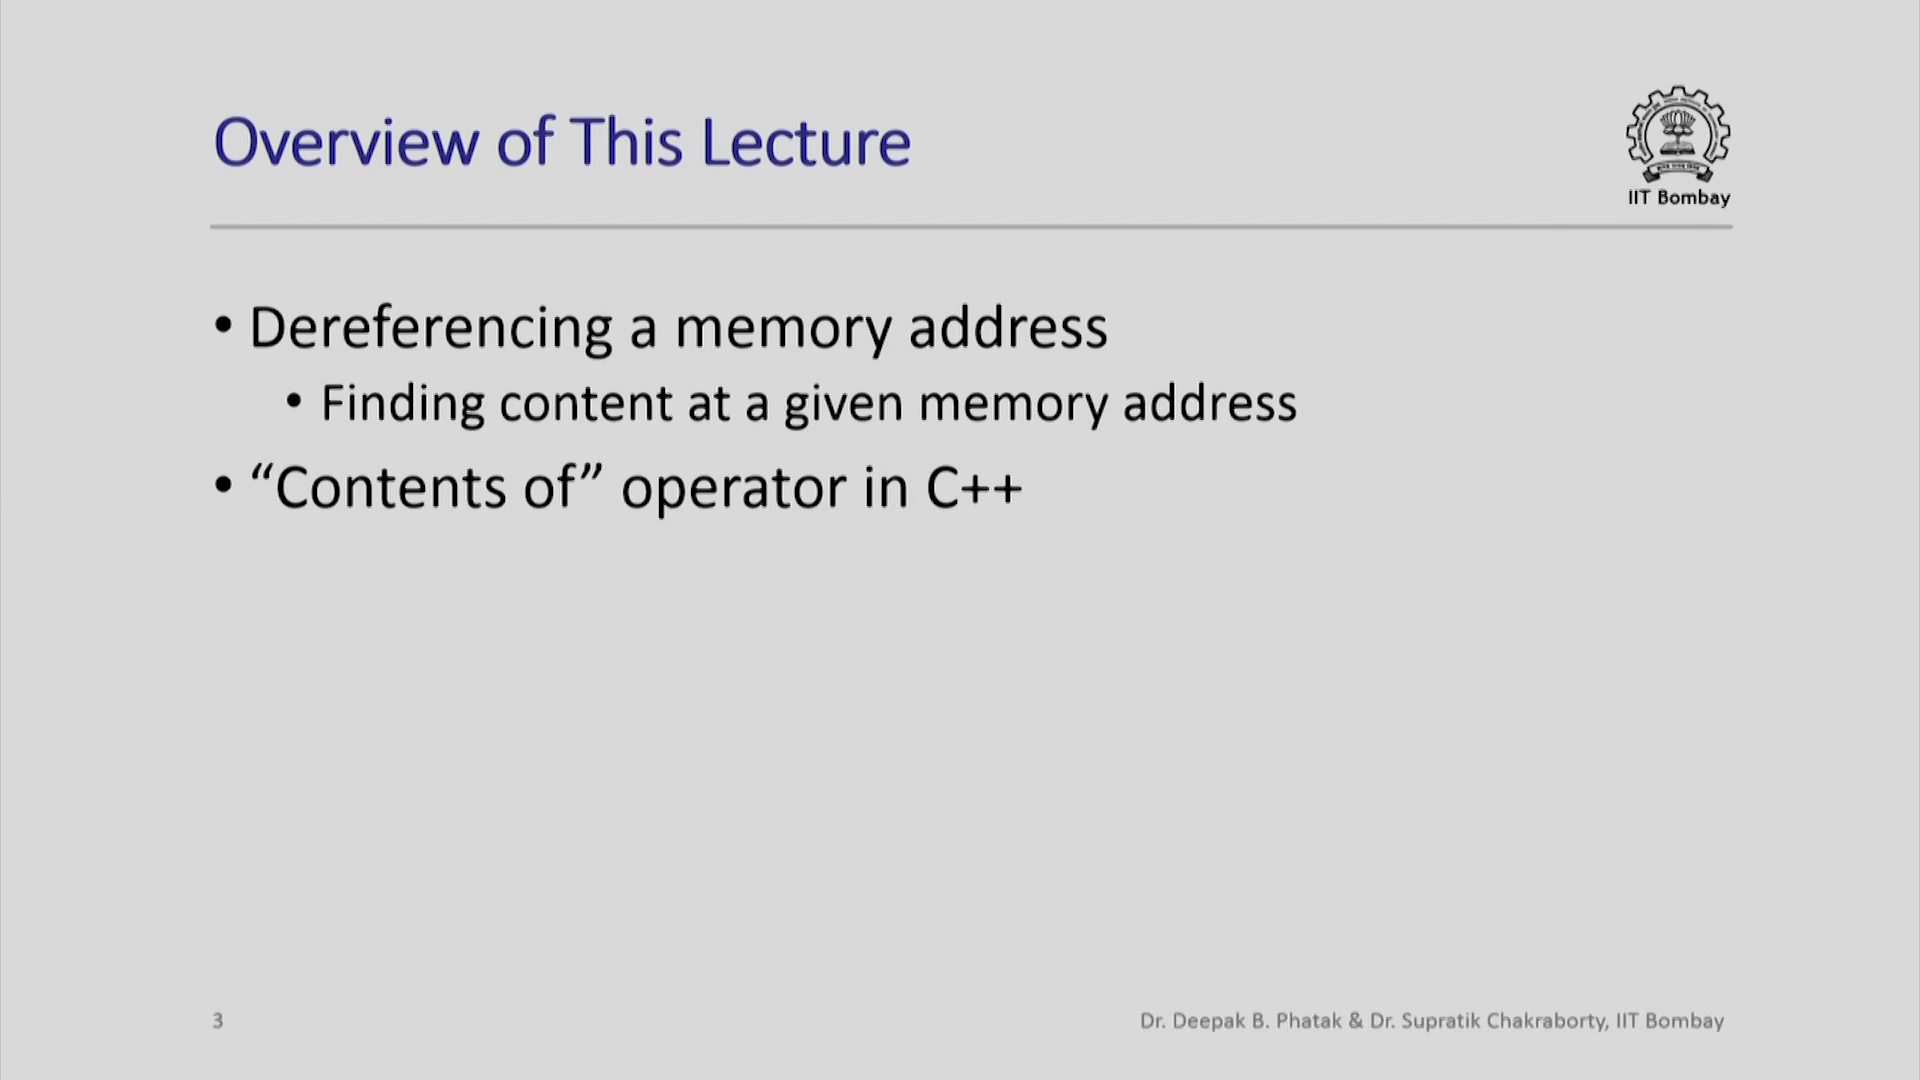 Overview of This Lecture
IIT Bombay
• Dereferencing a memory address
• Finding content at a given memory address
• “Contents of” operator in C++
3
Dr. Deepak B. Phatak & Dr. Supratik Chakraborty, IIT Bombay